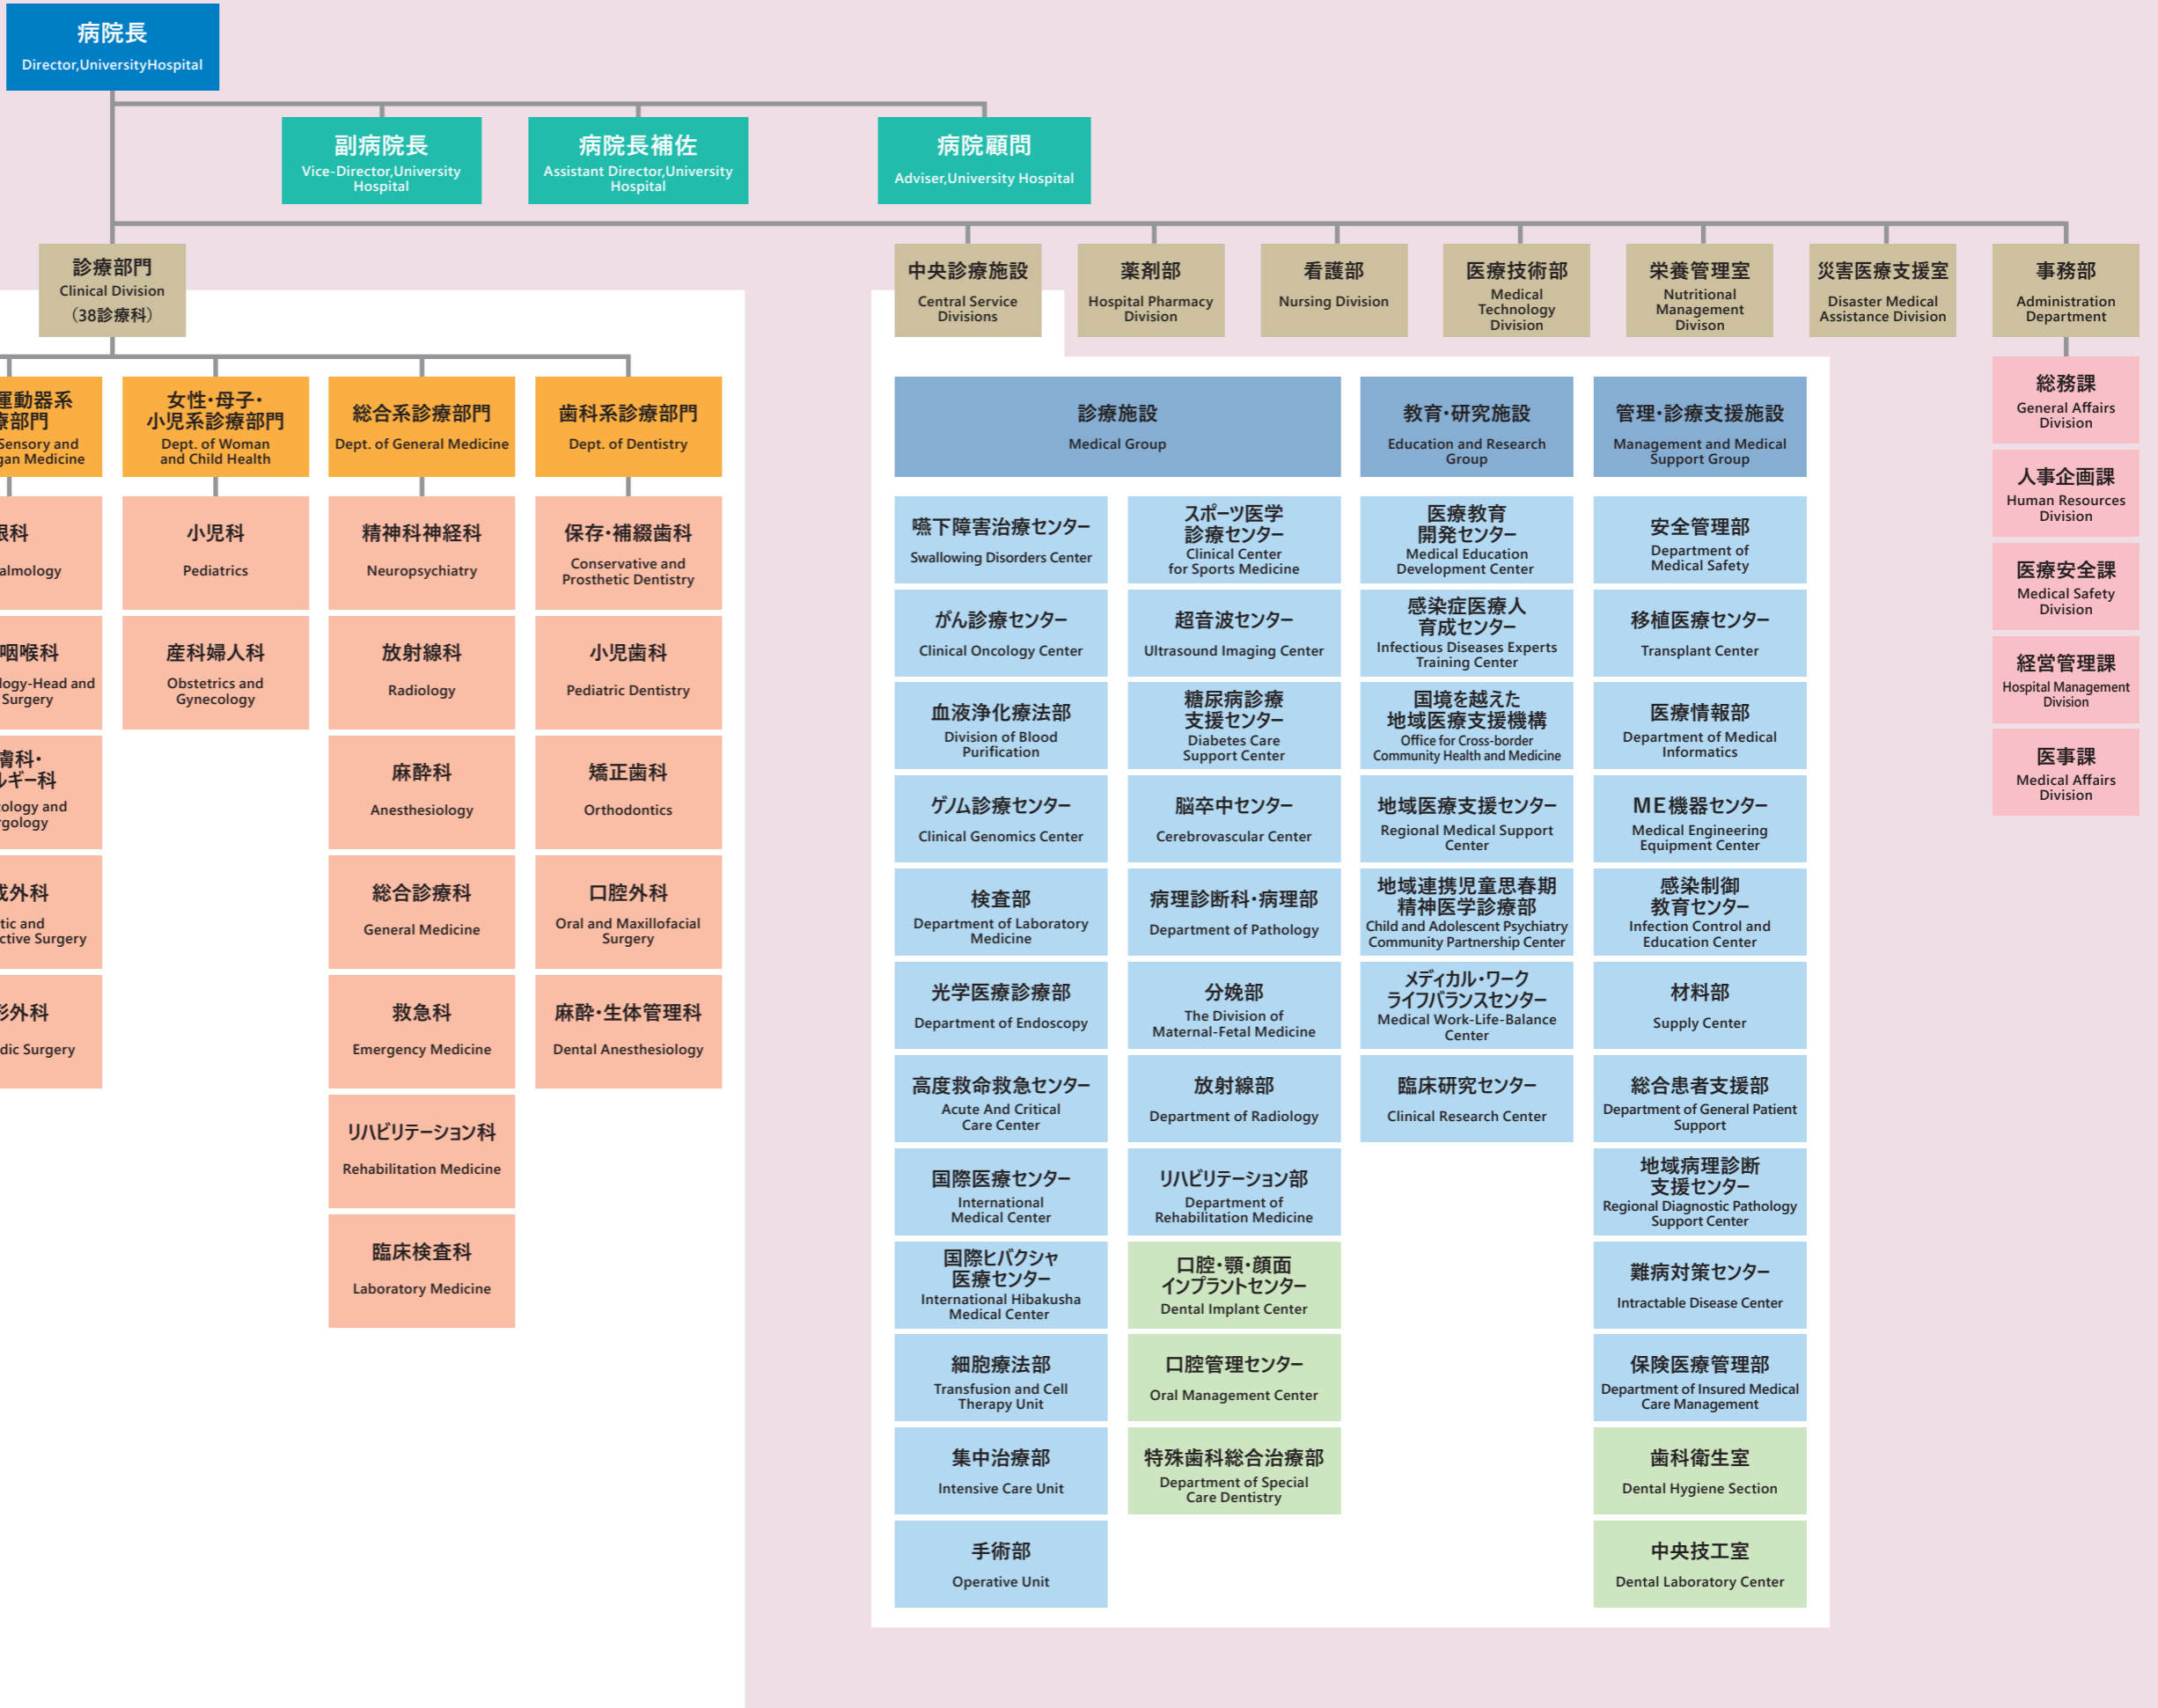 病院長
Director,UniversityHospital
副病院長
Vice-Director,University
Hospital
病院長補佐
Assistant Director,University
Hospital
病院顧問
Adviser,University Hospital
診療部門
Clinical Division
（38診療科）
中央診療施設
Central Service
Divisions
薬剤部
Hospital Pharmacy
Division
看護部
Nursing Division
医療技術部
Medical
Technology
Division
栄養管理室
Nutritional
Management
Divison
災害医療支援室
Disaster Medical
Assistance Division
事務部
Administration
Department
運動器系
療部門
Sensory and
gan Medicine
女性・母子・
小児系診療部門
Dept. of Woman
and Child Health
総合系診療部門
Dept. of General Medicine
歯科系診療部門
Dept. of Dentistry
眼科
almology
咽喉科
logy-Head and
Surgery
膚科・
ルギー科
ology and
rgology
成外科
tic and
ctive Surgery
形外科
dic Surgery
小児科
Pediatrics
産科婦人科
Obstetrics and
Gynecology
精神科神経科
Neuropsychiatry
放射線科
Radiology
麻酔科
Anesthesiology
総合診療科
General Medicine
救急科
Emergency Medicine
リハビリテーション科
Rehabilitation Medicine
臨床検査科
Laboratory Medicine
保存・補綴歯科
Conservative and
Prosthetic Dentistry
小児歯科
Pediatric Dentistry
矯正歯科
Orthodontics
口腔外科
Oral and Maxillofacial
Surgery
麻酔・生体管理科
Dental Anesthesiology
診療施設
Medical Group
教育・研究施設
Education and Research
Group
管理・診療支援施設
Management and Medical
Support Group
嚥下障害治療センター
Swallowing Disorders Center
がん診療センター
Clinical Oncology Center
血液浄化療法部
Division of Blood
Purification
ゲノム診療センター
Clinical Genomics Center
検査部
Department of Laboratory
Medicine
光学医療診療部
Department of Endoscopy
高度救命救急センター
Acute And Critical
Care Center
国際医療センター
International
Medical Center
国際ヒバクシャ
医療センター
International Hibakusha
Medical Center
細胞療法部
Transfusion and Cell
Therapy Unit
集中治療部
Intensive Care Unit
手術部
Operative Unit
スポーツ医学
診療センター
Clinical Center
for Sports Medicine
超音波センター
Ultrasound Imaging Center
糖尿病診療
支援センター
Diabetes Care
Support Center
脳卒中センター
Cerebrovascular Center
病理診断科・病理部
Department of Pathology
分娩部
The Division of
Maternal-Fetal Medicine
放射線部
Department of Radiology
リハビリテーション部
Department of
Rehabilitation Medicine
口腔・顎・顔面
インプラントセンター
Dental Implant Center
口腔管理センター
Oral Management Center
特殊歯科総合治療部
Department of Special
Care Dentistry
医療教育
開発センター
Medical Education
Development Center
感染症医療人
育成センター
Infectious Diseases Experts
Training Center
国境を越えた
地域医療支援機構
Office for Cross-border
Community Health and Medicine
地域医療支援センター
Regional Medical Support
Center
地域連携児童思春期
精神医学診療部
Child and Adolescent Psychiatry
Community Partnership Center
メディカル・ワーク
ライフバランスセンター
Medical Work-Life-Balance
Center
臨床研究センター
Clinical Research Center
安全管理部
Department of
Medical Safety
移植医療センター
Transplant Center
医療情報部
Department of Medical
Informatics
ME機器センター
Medical Engineering
Equipment Center
感染制御
教育センター
Infection Control and
Education Center
材料部
Supply Center
総合患者支援部
Department of General Patient
Support
地域病理診断
支援センター
Regional Diagnostic Pathology
Support Center
難病対策センター
Intractable Disease Center
保険医療管理部
Department of Insured Medical
Care Management
歯科衛生室
Dental Hygiene Section
中央技工室
Dental Laboratory Center
総務課
General Affairs
Division
人事企画課
Human Resources
Division
医療安全課
Medical Safety
Division
経営管理課
Hospital Management
Division
医事課
Medical Affairs
Division